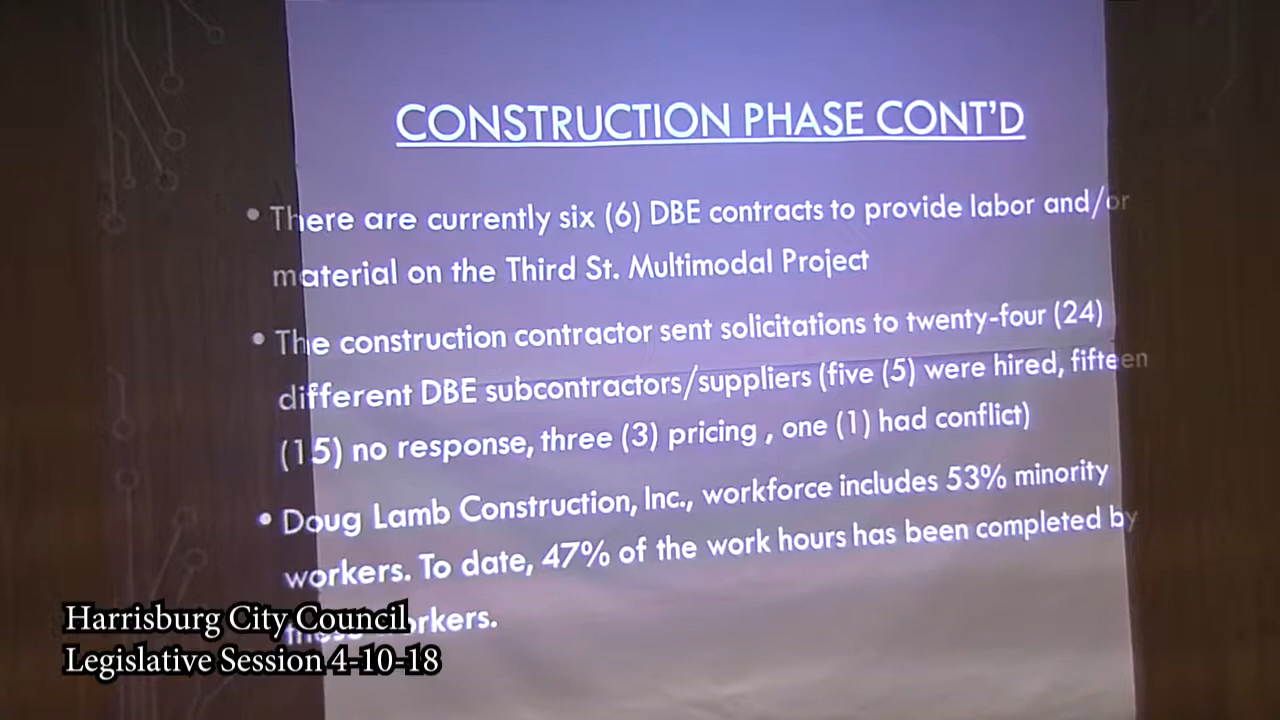 CONSTRUCTION PHASE CONT'D
• There are currently six (6) DBE contracts to provide labor and/or
material on the Third St. Multimodal Project
• The construction contractor sent solicitations to twenty-four (24)
different DBE subcontractors/suppliers (five (5) were hired, fifteen
(15) no response, three (3) pricing , one (1) had conflict)
• Doug Lamb Construction, Inc., workforce includes 53% minority
workers. To date, 47% of the work hours has been completed by
workers.
Harrisburg City Council
Legislative Session 4-10-18